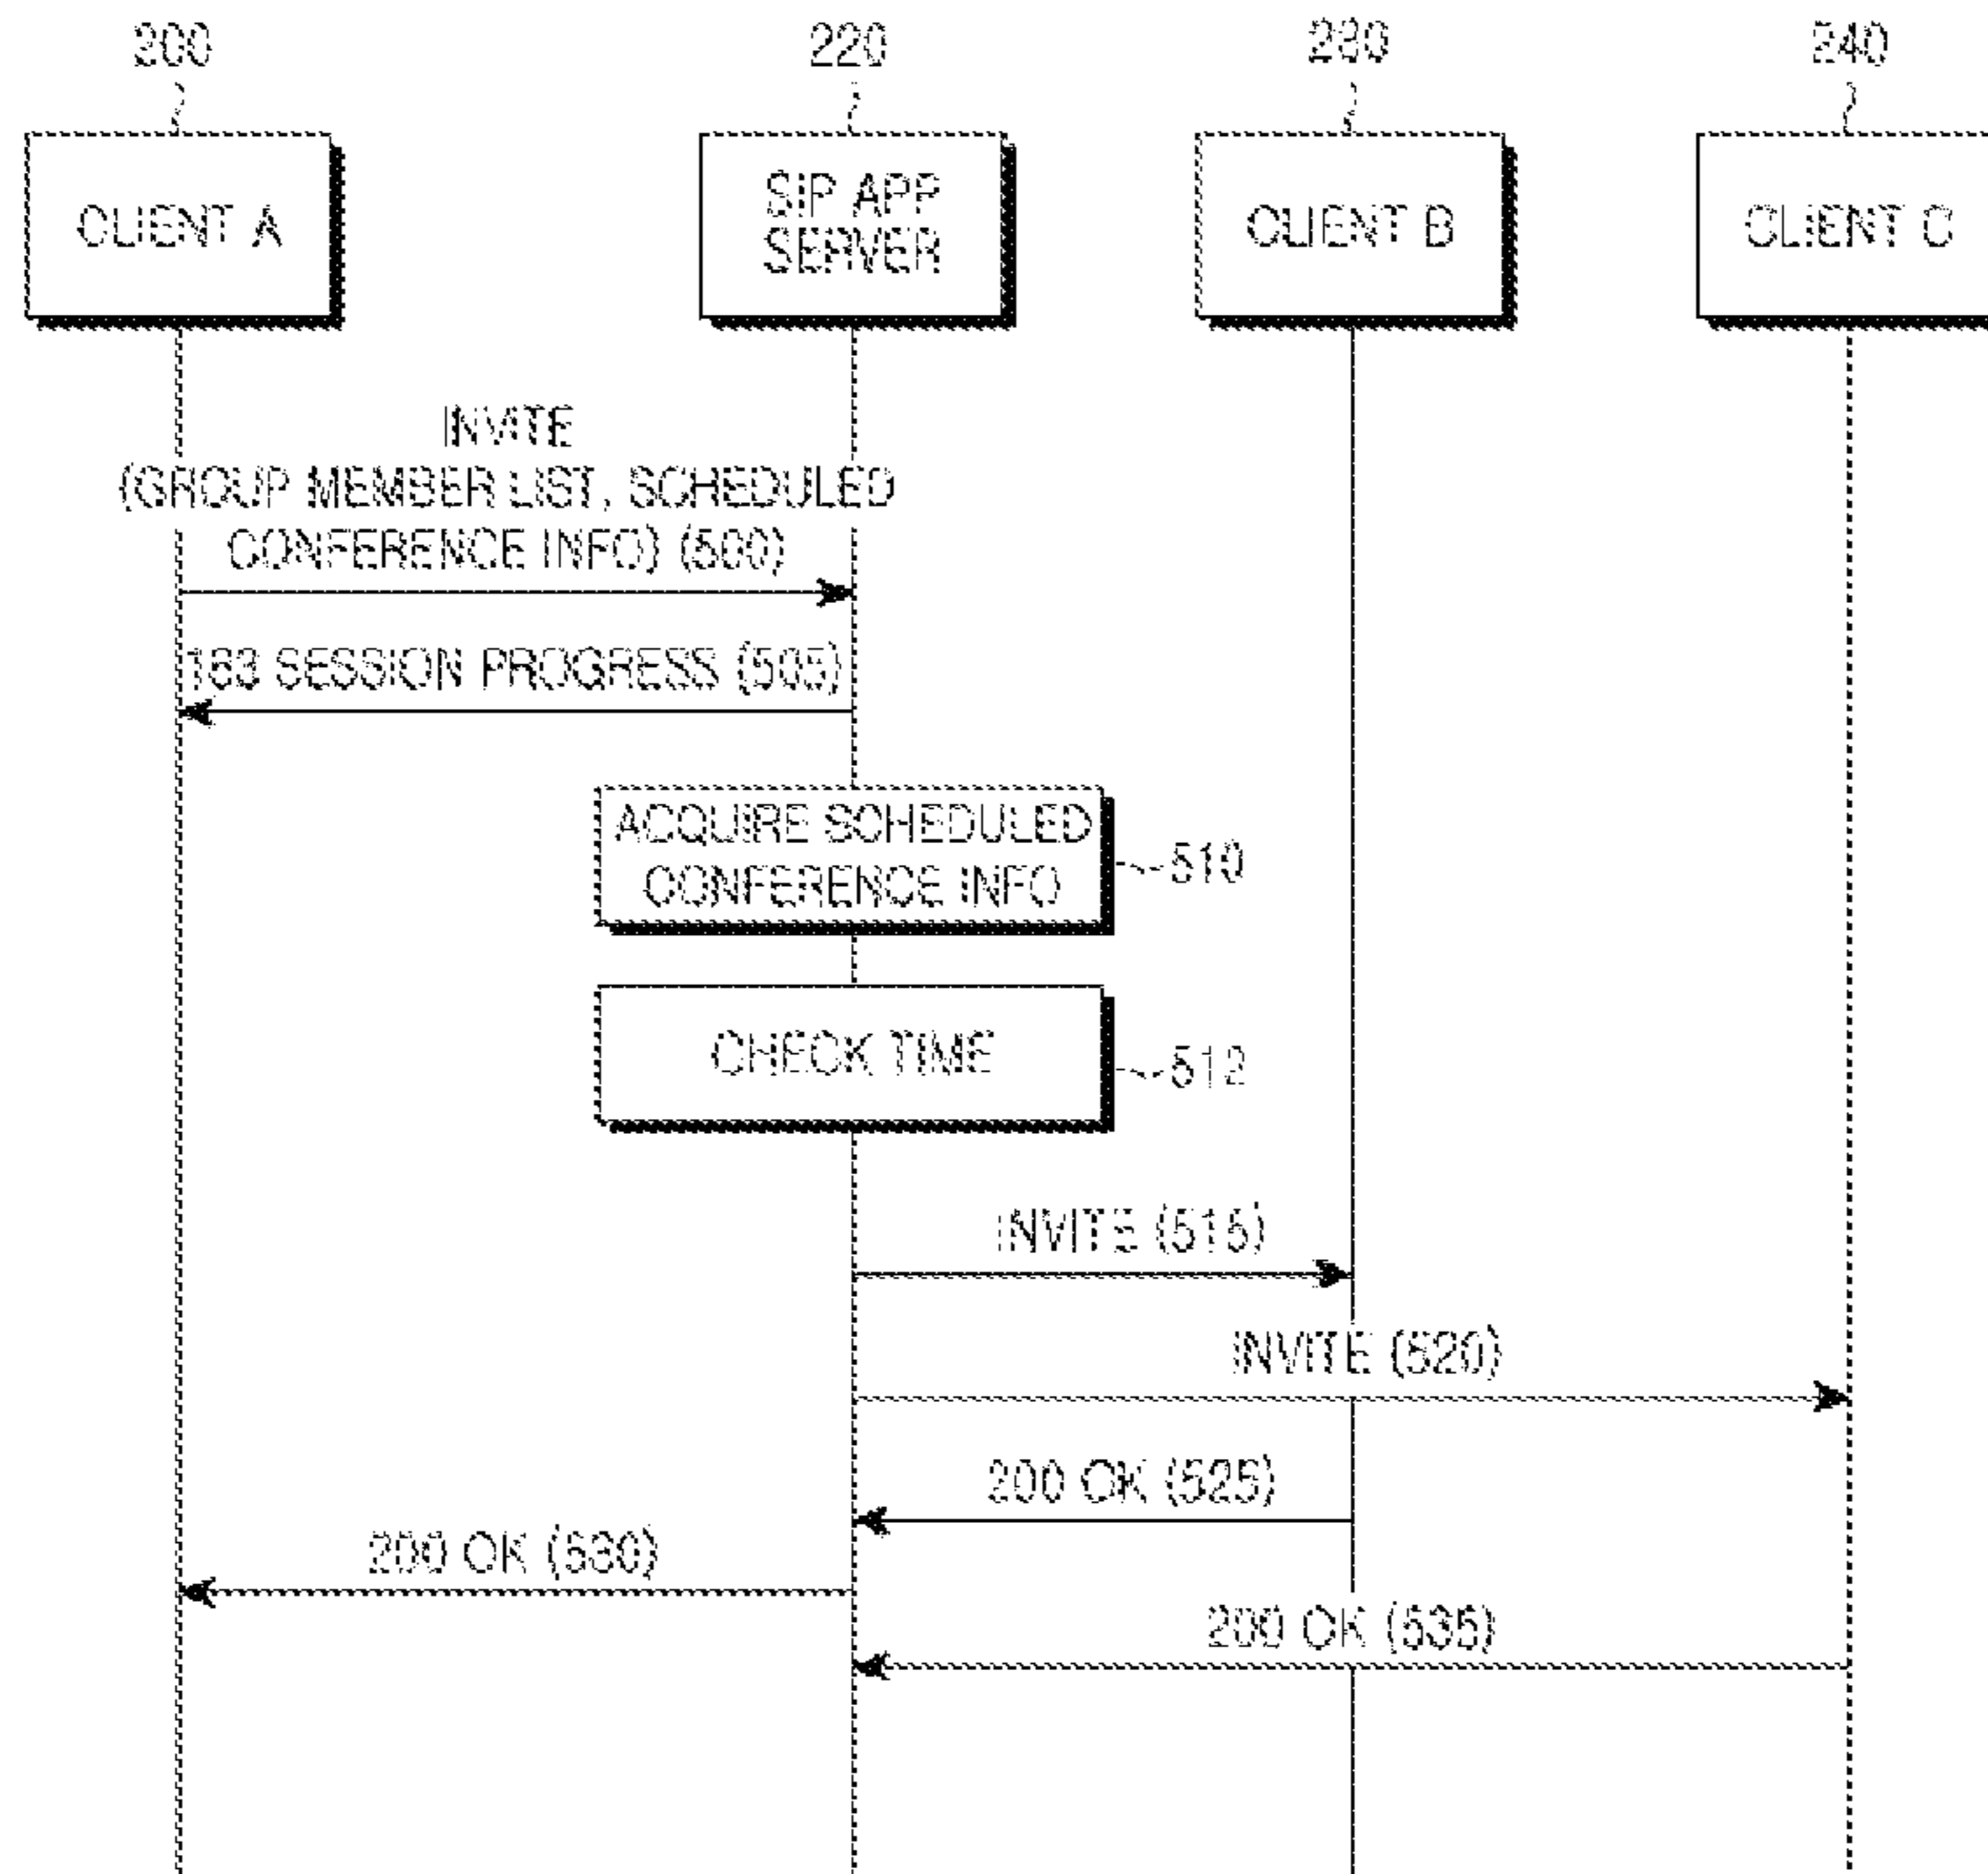 200
220
230
240
CLIENT A
SIP APP
SERVER
CLIENT B
CLIENT C
INVITE
(GROUP MEMBER LIST, SCHEDULED
CONFERENCE INFO) (500)
183 SESSION PROGRESS (505)
ACQUIRE SCHEDULED
CONFERENCE INFO
510
CHECK TIME
512
INVITE (515)
INVITE (520)
200 OK (525)
200 OK (530)
200 OK (535)